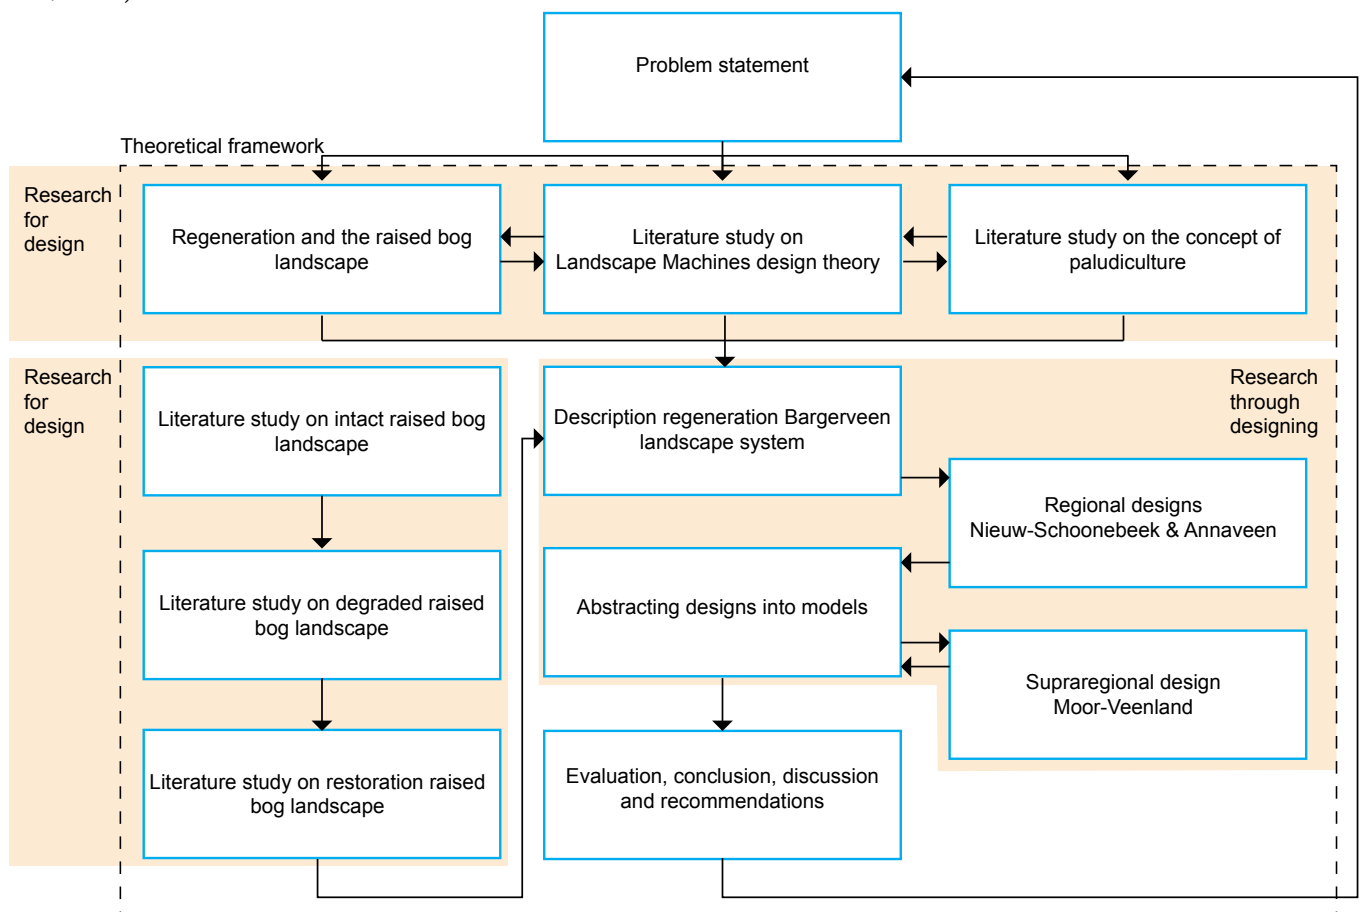 Problem statement
Theoretical framework
Research
for
design
Regeneration and the raised bog
landscape
Literature study on
Landscape Machines design theory
Literature study on the concept of
paludiculture
Research
for
design
Literature study on intact raised bog
landscape
Description regeneration Bargerveen
landscape system
Research
through
designing
Regional designs
Nieuw-Schoonebeek & Annaveen
Literature study on degraded raised
bog landscape
Abstracting designs into models
Supraregional design
Moor-Veenland
Literature study on restoration raised
bog landscape
Evaluation, conclusion, discussion
and recommendations